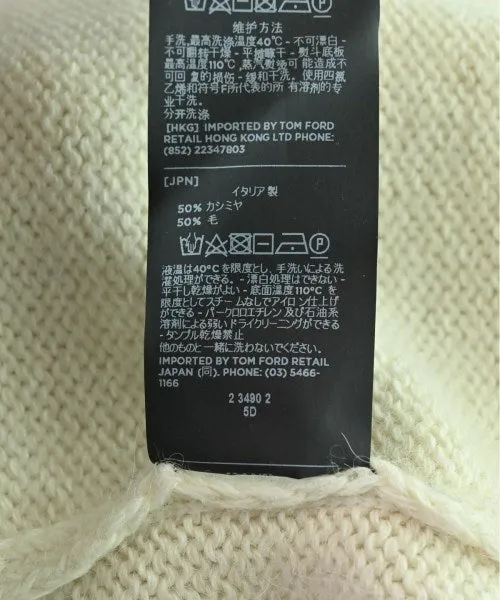 维护方法
手洗,最高洗涤温度40℃ - 不可漂白 -
不可翻转干燥 - 平摊晾干 - 熨斗底板
最高温度110℃,蒸汽熨烫可 能造成不
可回 复的损伤 - 缓和干洗。使用四氯
乙烯和符号F所代表的所 有溶剂的专
业干洗。
分开洗涤
[HKG] IMPORTED BY TOM FORD
RETAIL HONG KONG LTD PHONE:
(852) 22347803
[JPN]
イタリア製
50% カシミヤ
50% 毛
液温は40℃を限度とし、手洗いによる洗
濯処理ができる。- 漂白処理はできない -
平干し乾燥がよい - 底面温度110℃を
限度としてスチームなしでアイロン仕上げ
ができる - パークロロエチレン 及び石油系
溶剤による弱いドライクリーニングができる
- タンブル乾燥禁止
他のものと一緒に洗わないでください。
IMPORTED BY TOM FORD RETAIL
JAPAN (同). PHONE: (03) 5466-
1166
2 3490 2
5D